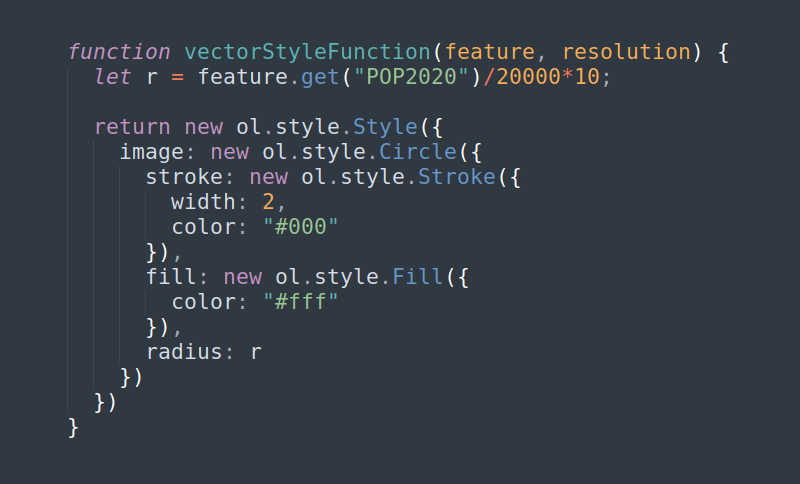 function vectorStyleFunction(feature, resolution) {
  let r = feature.get("POP2020")/20000*10;

  return new ol.style.Style({
    image: new ol.style.Circle({
      stroke: new ol.style.Stroke({
        width: 2,
        color: "#000"
      }),
      fill: new ol.style.Fill({
        color: "#fff"
      }),
      radius: r
    })
  })
}